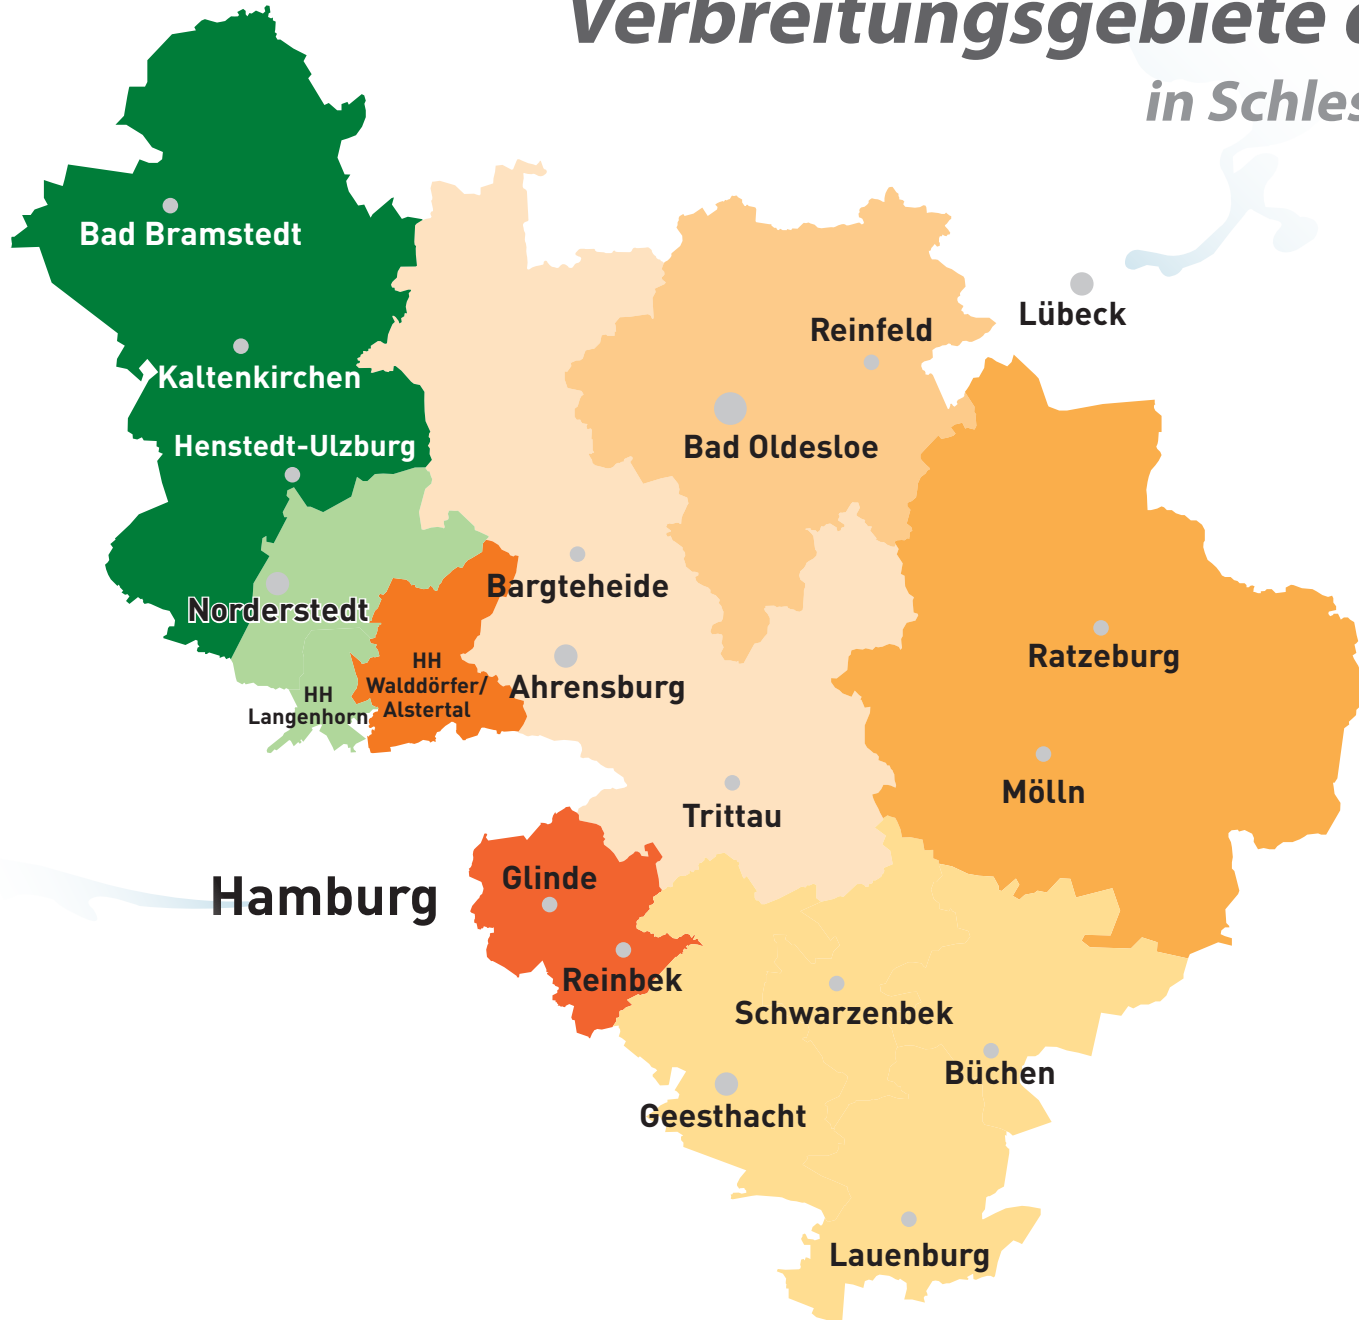 Verbreitungsgebiete
in Schles
Bad Bramstedt
Lübeck
Reinfeld
Kaltenkirchen
Henstedt-Ulzburg
Bad Oldesloe
Bargteheide
Norderstedt
Ratzeburg
HH
Walddörfer/
Alstertal
Ahrensburg
HH
Langenhorn
Mölln
Trittau
Glinde
Hamburg
Reinbek
Schwarzenbek
Büchen
Geesthacht
Lauenburg